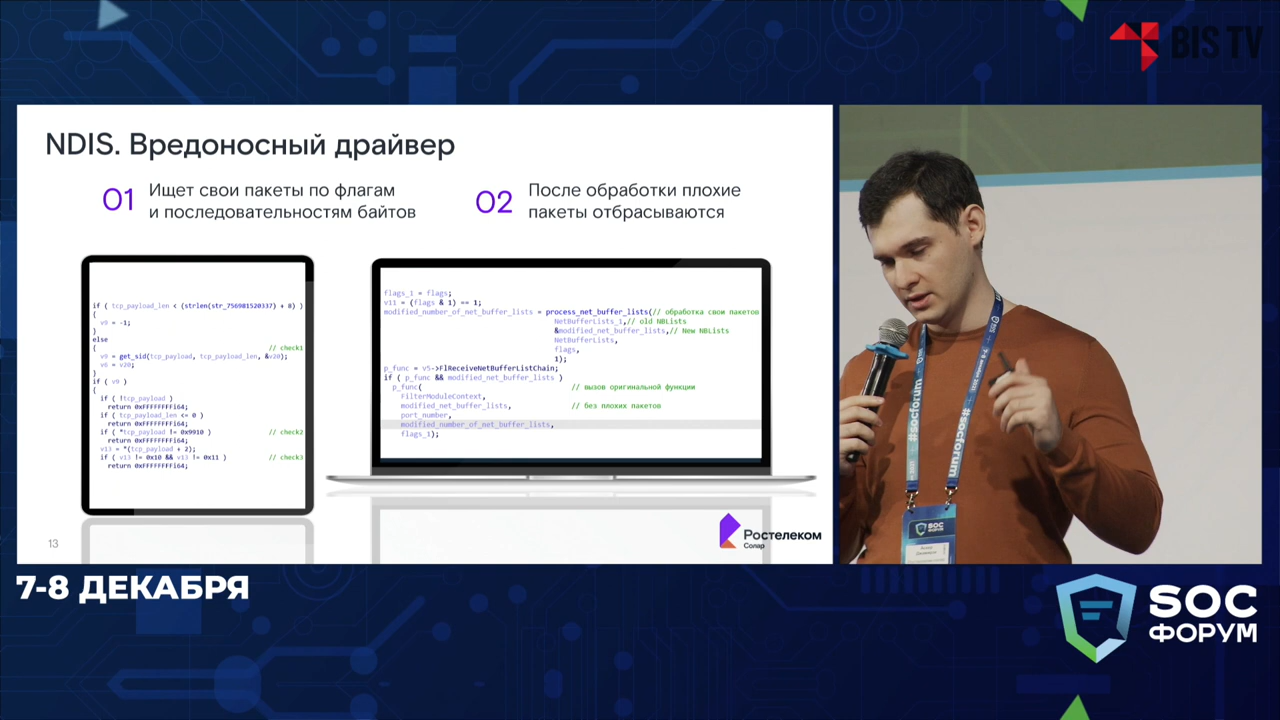 BIS TV
NDIS. Вредоносный драйвер
01
Ищет свои пакеты по флагам
и последовательностям байтов
02
После обработки плохие
пакеты отбрасываются
if ( tcp_payload_len < (strlen(str_756981520337) + 8) )
{
v9 = -1;
}
else
{ // check1
v9 = get_sid(tcp_payload, tcp_payload_len, &v20);
v8 = v20;
}
if ( v9 )
{
if ( !tcp_payload )
return 0xFFFFFFFFi64;
if ( tcp_payload_len <= 0 )
return 0xFFFFFFFFi64;
if ( *tcp_payload != 0x9910 ) // check2
return 0xFFFFFFFFi64;
v13 = *(tcp_payload + 2);
if ( v13 != 0x10 && v13 != 0x11 ) // check3
return 0xFFFFFFFFi64;
flags_1 = flags;
v11 = (flags & 1) == 1;
modified_number_of_net_buffer_lists = process_net_buffer_lists(// обработка свои пакетов
NetBufferLists_1,// old NBLists
&modified_net_buffer_lists,// New NBLists
NetBufferLists,
flags,
1);
p_func = v5->FlReceiveNetBufferListChain;
if ( p_func && modified_net_buffer_lists )
p_func( // вызов оригинальной функции
FilterModuleContext,
modified_net_buffer_lists, // без плохих пакетов
port_number,
modified_number_of_net_buffer_lists,
flags_1);
13
Ростелеком
Солар
#socforum
#socforum
SOC
ФОРУМ
7-8 ДЕКАБРЯ
SOC
ФОРУМ